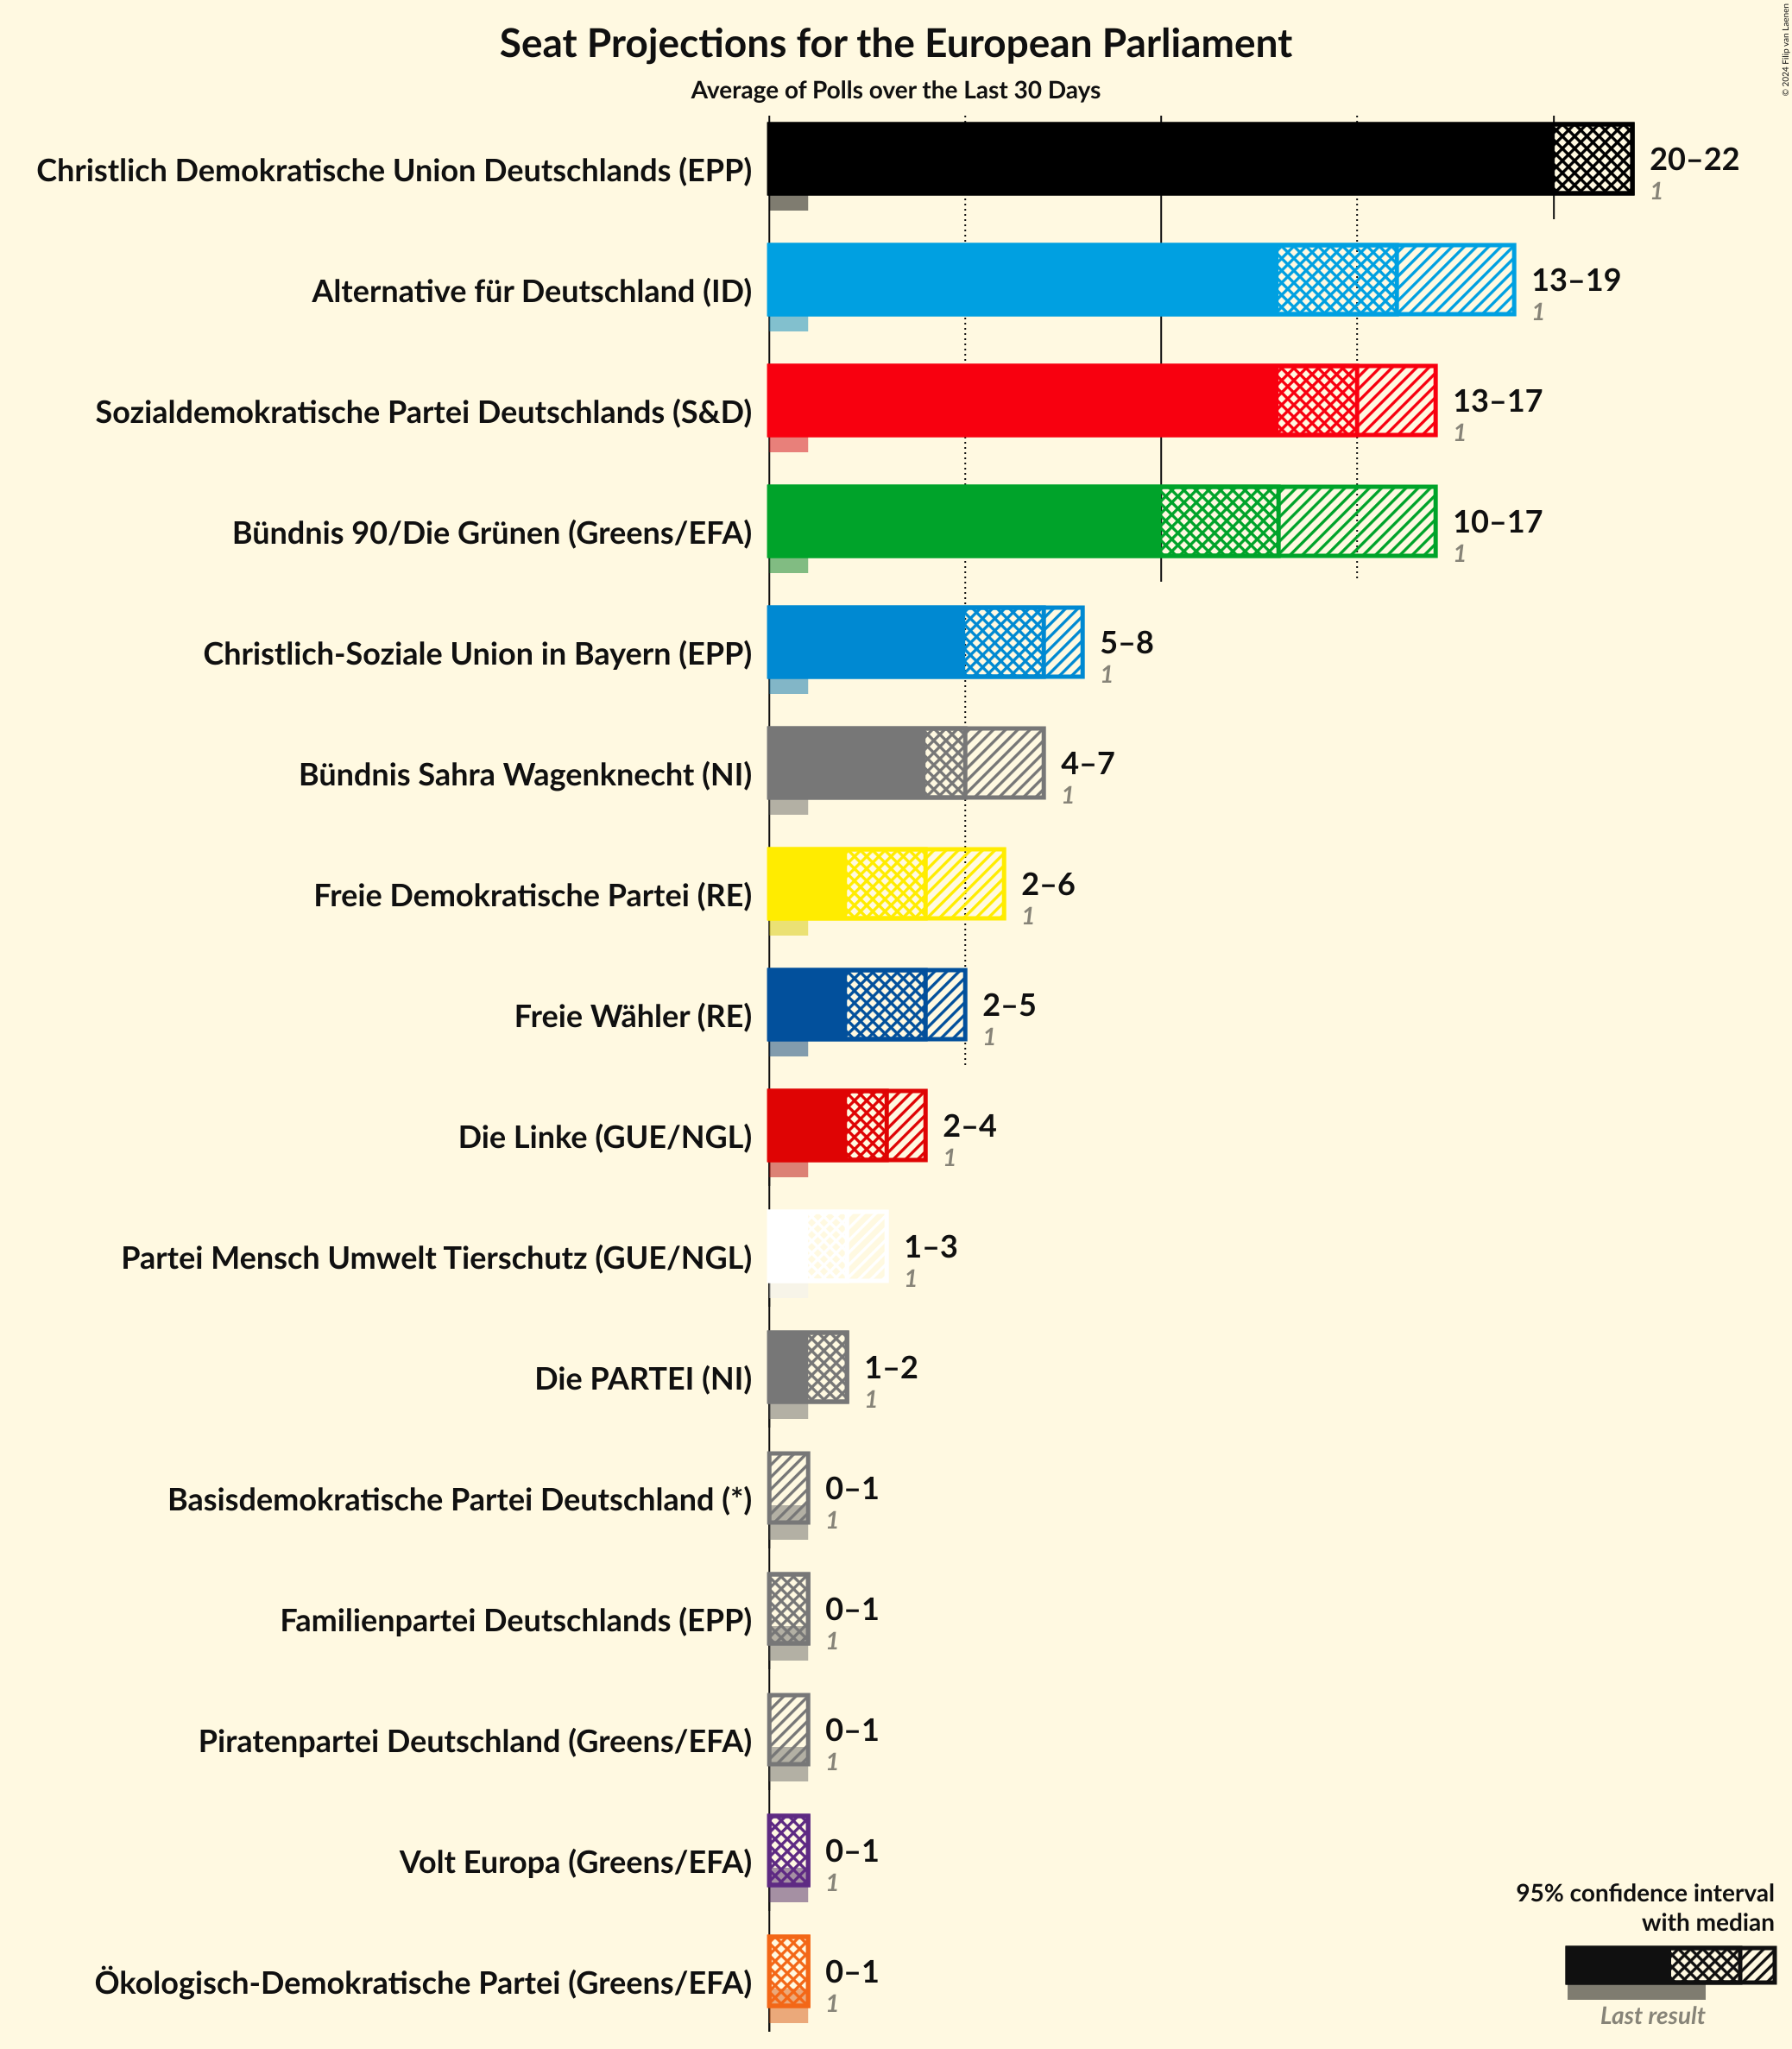 Seat Projections for the European Parliament
Average of Polls over the Last 30 Days
© 2024 Filip van Laenen
Christlich Demokratische Union Deutschlands (EPP)
20–22
1
Alternative für Deutschland (ID)
13–19
1
Sozialdemokratische Partei Deutschlands (S&D)
13–17
1
Bündnis 90/Die Grünen (Greens/EFA)
10–17
1
Christlich-Soziale Union in Bayern (EPP)
5–8
1
Bündnis Sahra Wagenknecht (NI)
4–7
1
Freie Demokratische Partei (RE)
2–6
1
Freie Wähler (RE)
2–5
1
Die Linke (GUE/NGL)
2–4
1
Partei Mensch Umwelt Tierschutz (GUE/NGL)
1–3
1
Die PARTEI (NI)
1–2
1
Basisdemokratische Partei Deutschland (*)
0–1
1
Familienpartei Deutschlands (EPP)
0–1
1
Piratenpartei Deutschland (Greens/EFA)
0–1
1
Volt Europa (Greens/EFA)
0–1
1
Ökologisch-Demokratische Partei (Greens/EFA)
0–1
1
95% confidence interval
with median
Last result